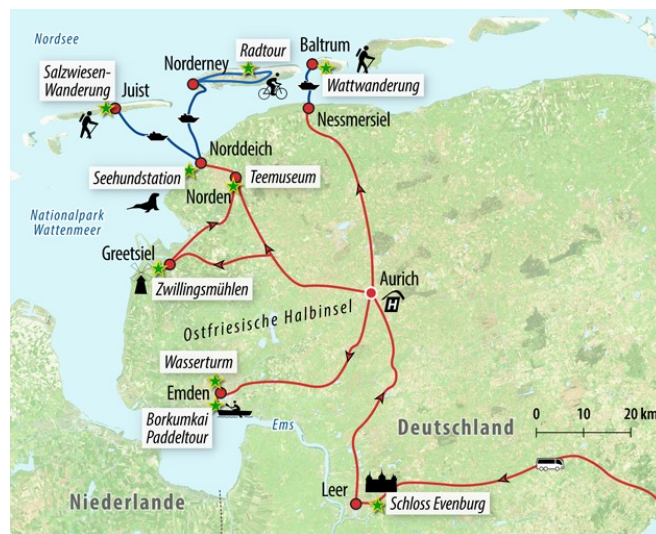 Nordsee
Radtour
Baltrum
Norderney
Salzwiesen-
Wanderung
Juist
Wattwanderung
Nessmersiel
Norddeich
Seehundstation
Teemuseum
Norden
Nationalpark
Wattenmeer
Greetsiel
Zwillingsmühlen
Aurich
H
Ostfriesische Halbinsel
Wasserturm
Emden
Borkumkai
Paddeltour
Ems
0 10 20 km
Deutschland
Leer
Schloss Evenburg
Niederlande